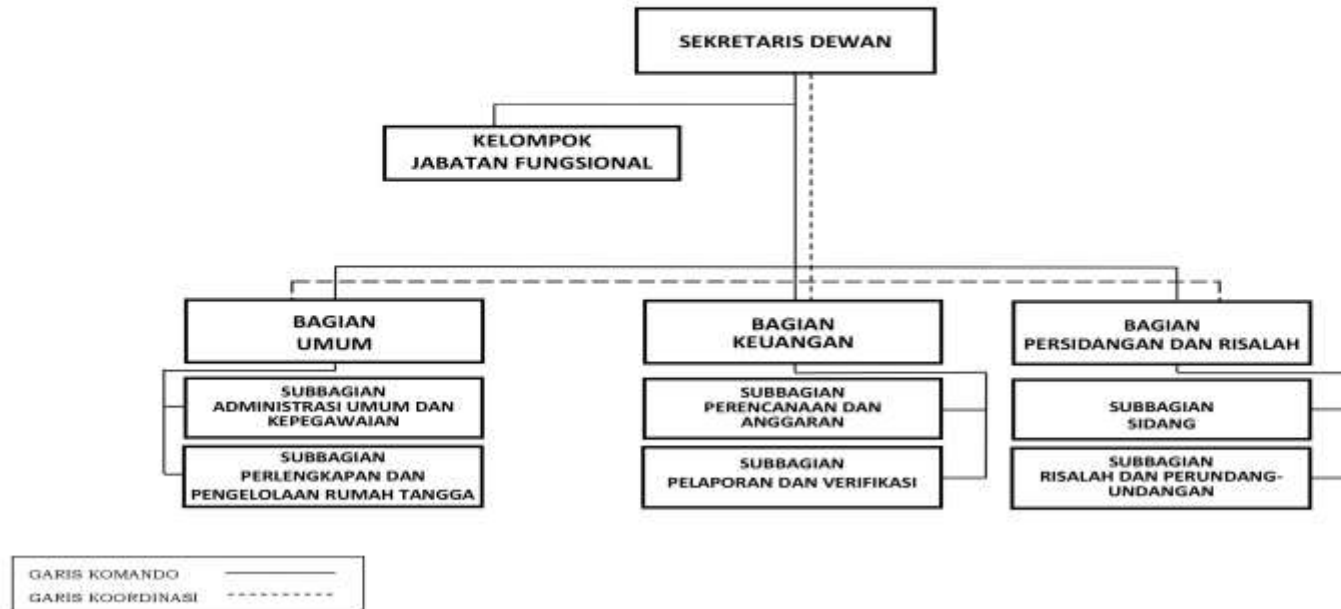 SEKRETARIS DEWAN
KELOMPOK
JABATAN FUNGSIONAL
BAGIAN
UMUM
SUBBAGIAN
ADMINISTRASI UMUM DAN
KEPEGAWAIAN
SUBBAGIAN
PERLENGKAPAN DAN
PENGELOLAAN RUMAH TANGGA
BAGIAN
KEUANGAN
SUBBAGIAN
PERENCANAAN DAN
ANGGARAN
SUBBAGIAN
PELAPORAN DAN VERIFIKASI
BAGIAN
PERSIDANGAN DAN RISALAH
SUBBAGIAN
SIDANG
SUBBAGIAN
RISALAH DAN PERUNDANG-
UNDANGAN
GARIS KOMANDO
GARIS KOORDINASI